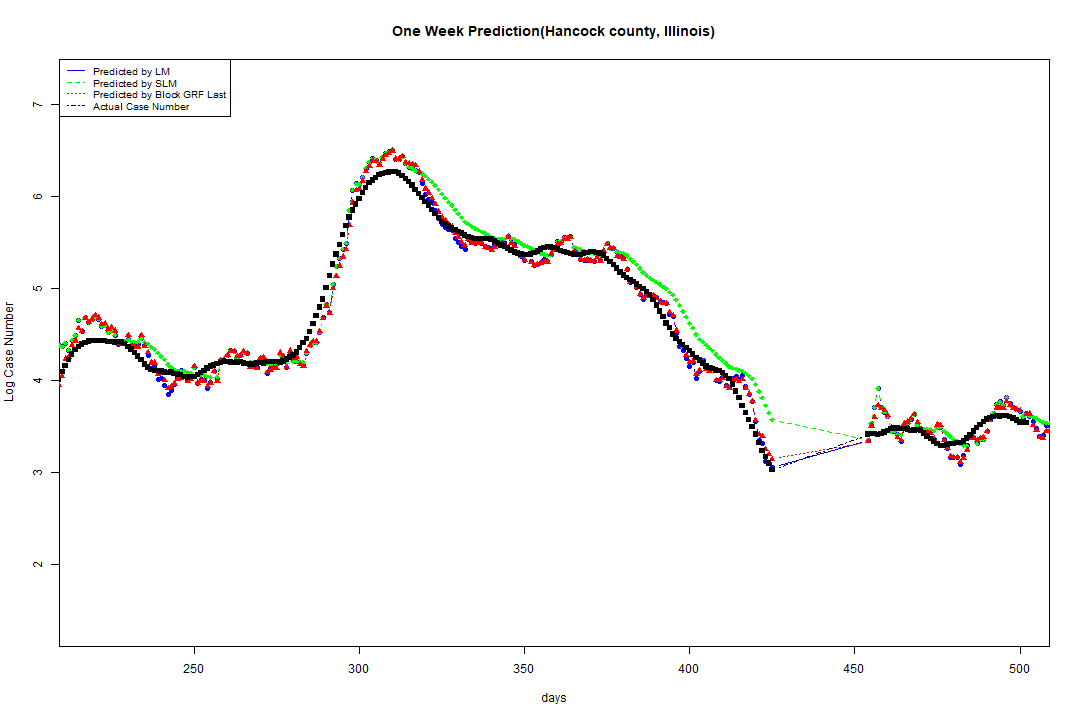 One Week Prediction(Hancock county, Illinois)
Predicted by LM
Predicted by SLM
Predicted by Block GRF Last
Actual Case Number
7
6
5
4
3
2
Log Case Number
250 300 350 400 450 500
days